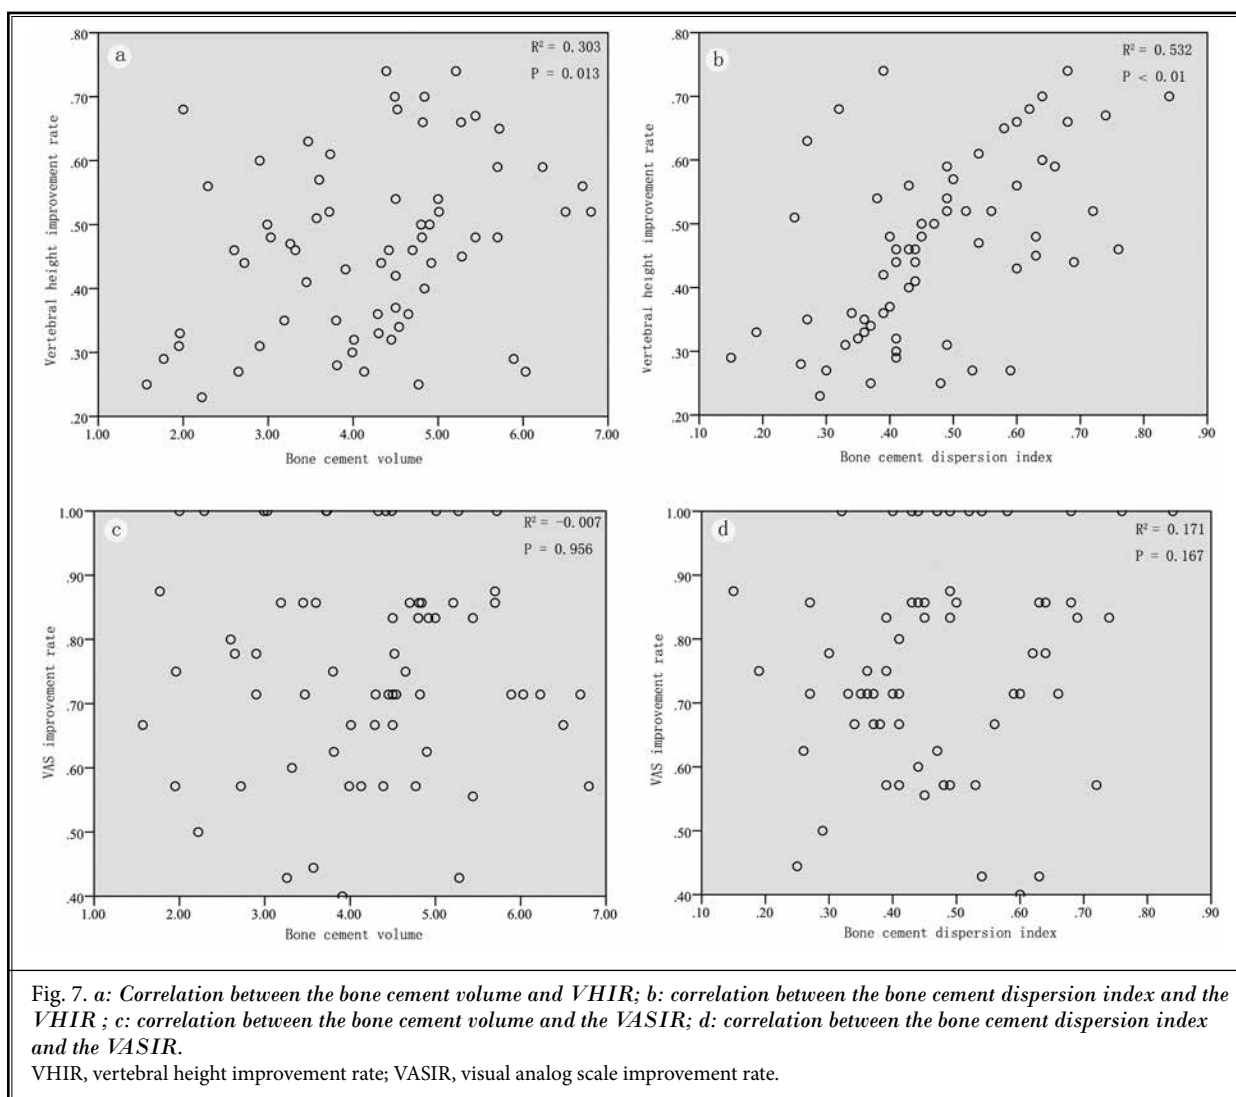 a
R² = 0.303
P = 0.013
Vertebral height improvement rate
.80
.70
.60
.50
.40
.30
.20
1.00 2.00 3.00 4.00 5.00 6.00 7.00
Bone cement volume
b
R² = 0.532
P < 0.01
Vertebral height improvement rate
.80
.70
.60
.50
.40
.30
.20
.10 .20 .30 .40 .50 .60 .70 .80 .90
Bone cement dispersion index
c
R² = -0.007
P = 0.956
VAS improvement rate
1.00
.90
.80
.70
.60
.50
.40
1.00 2.00 3.00 4.00 5.00 6.00 7.00
Bone cement volume
d
R² = 0.171
P = 0.167
VAS improvement rate
1.00
.90
.80
.70
.60
.50
.40
.10 .20 .30 .40 .50 .60 .70 .80 .90
Bone cement dispersion index
Fig. 7. a: Correlation between the bone cement volume and VHIR; b: correlation between the bone cement dispersion index and the
VHIR ; c: correlation between the bone cement volume and the VASIR; d: correlation between the bone cement dispersion index
and the VASIR.
VHIR, vertebral height improvement rate; VASIR, visual analog scale improvement rate.